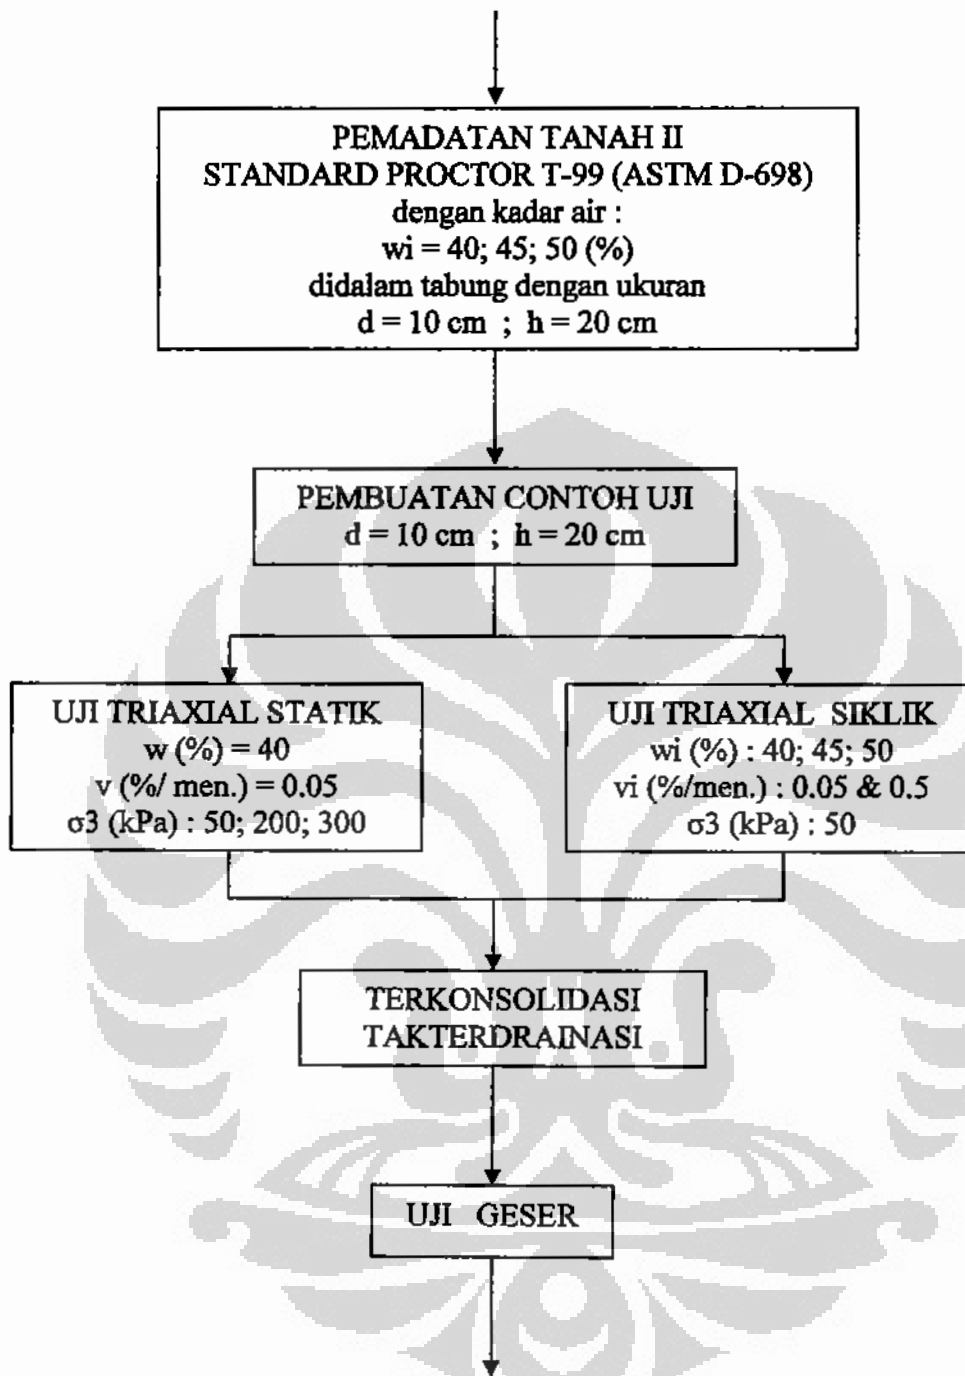 PEMADATAN TANAH II
STANDARD PROCTOR T-99 (ASTM D-698)
dengan kadar air :
wi = 40; 45; 50 (%)
didalam tabung dengan ukuran
d = 10 cm ; h = 20 cm
PEMBUATAN CONTOH UJI
d = 10 cm ; h = 20 cm
UJI TRIAXIAL STATIK
w (%) = 40
v (%/ men.) = 0.05
σ3 (kPa) : 50; 200; 300
UJI TRIAXIAL SIKLIK
wi (%) : 40; 45; 50
vi (%/men.) : 0.05 & 0.5
σ3 (kPa) : 50
TERKONSOLIDASI
TAKTERDRAINASI
UJI GESER